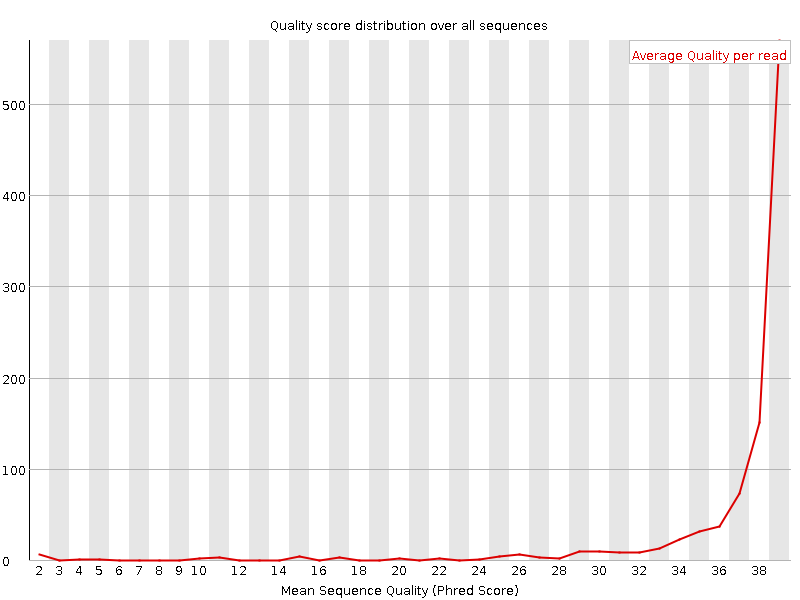 Quality score distribution over all sequences
Average Quality per read
500
400
300
200
100
0
2 3 4 5 6 7 8 9 10 12 14 16 18 20 22 24 26 28 30 32 34 36 38
Mean Sequence Quality (Phred Score)